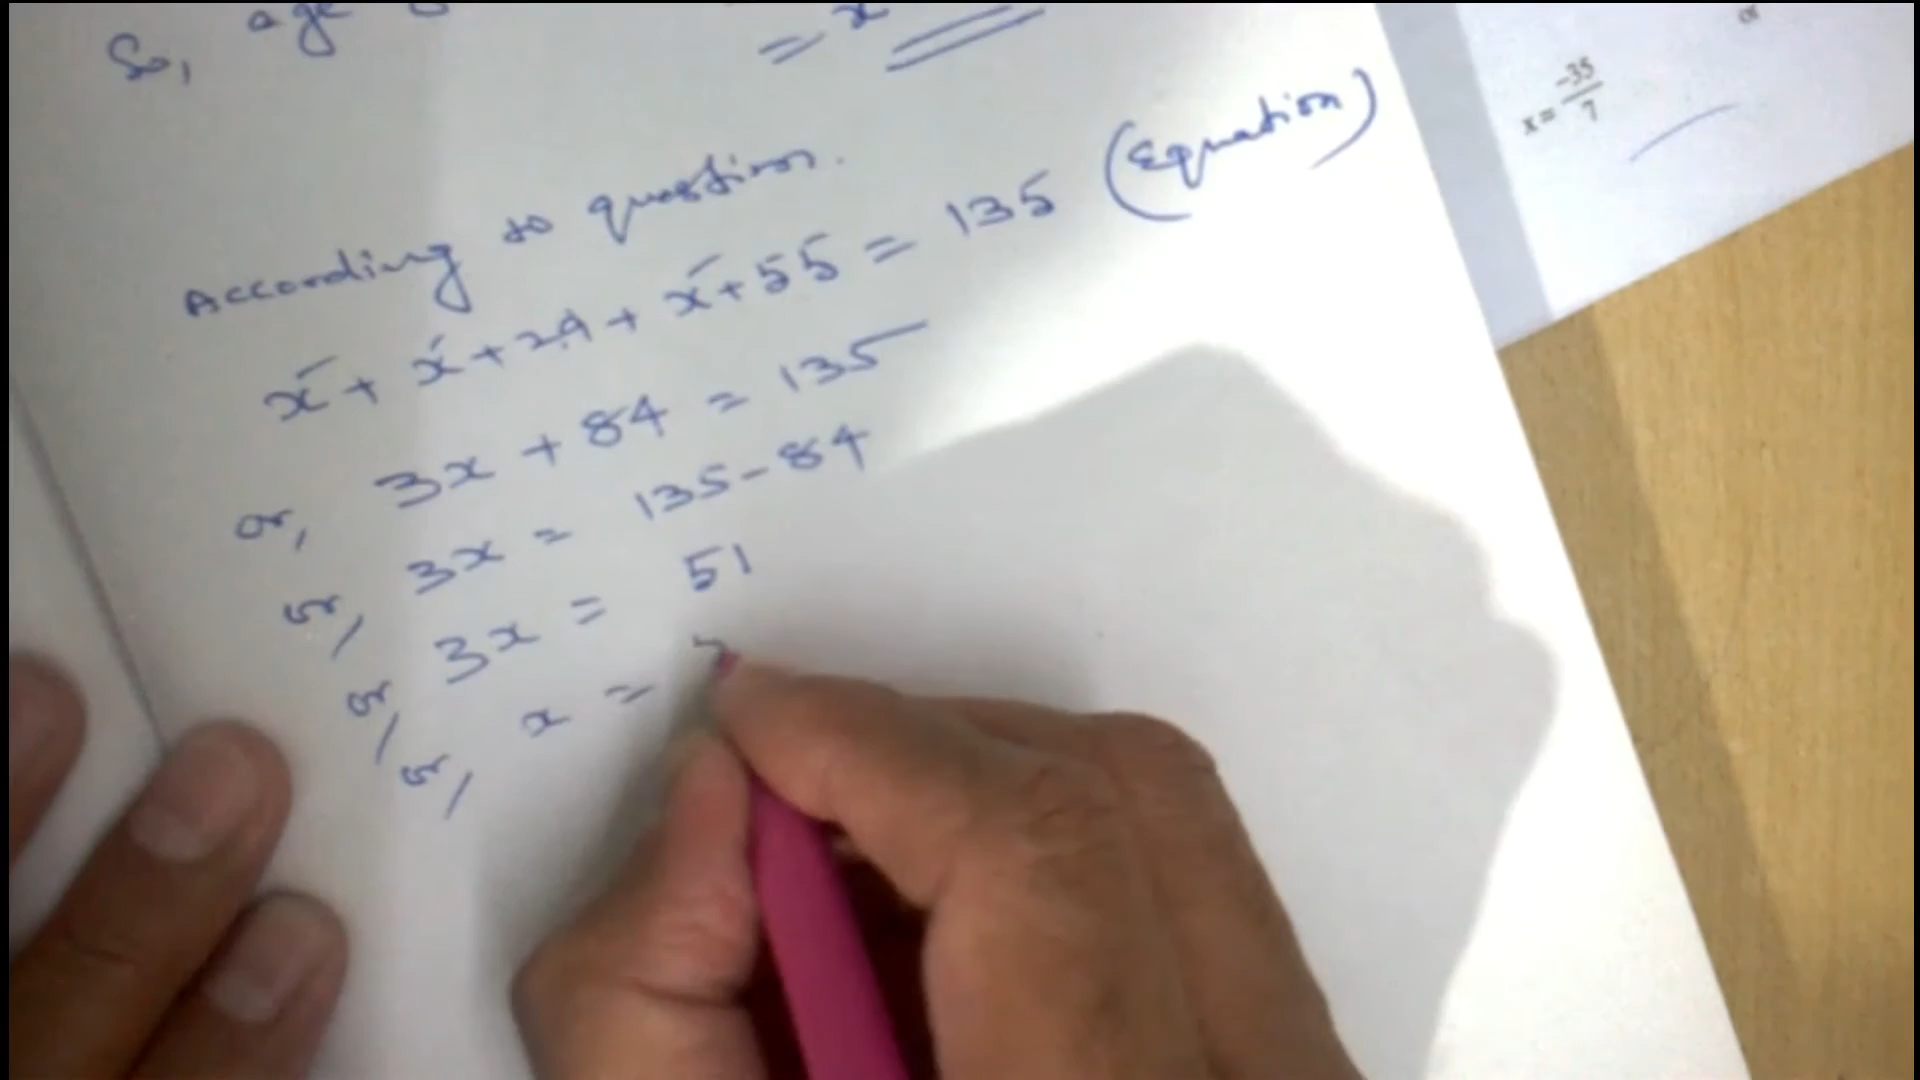 So, age
= x
According to question.
x + x + 29 + x + 55 = 135 (Equation)
or, 3x + 84 = 135
or, 3x = 135 - 84
or, 3x = 51
or, x =
or
x = -35/7